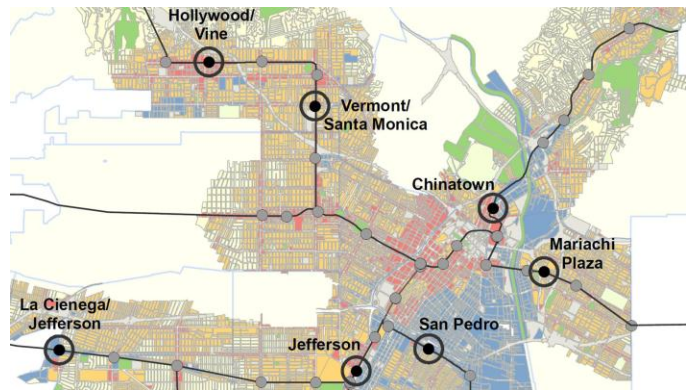 Hollywood/
Vine
Vermont/
Santa Monica
Chinatown
Mariachi
Plaza
La Cienega/
Jefferson
Jefferson
San Pedro